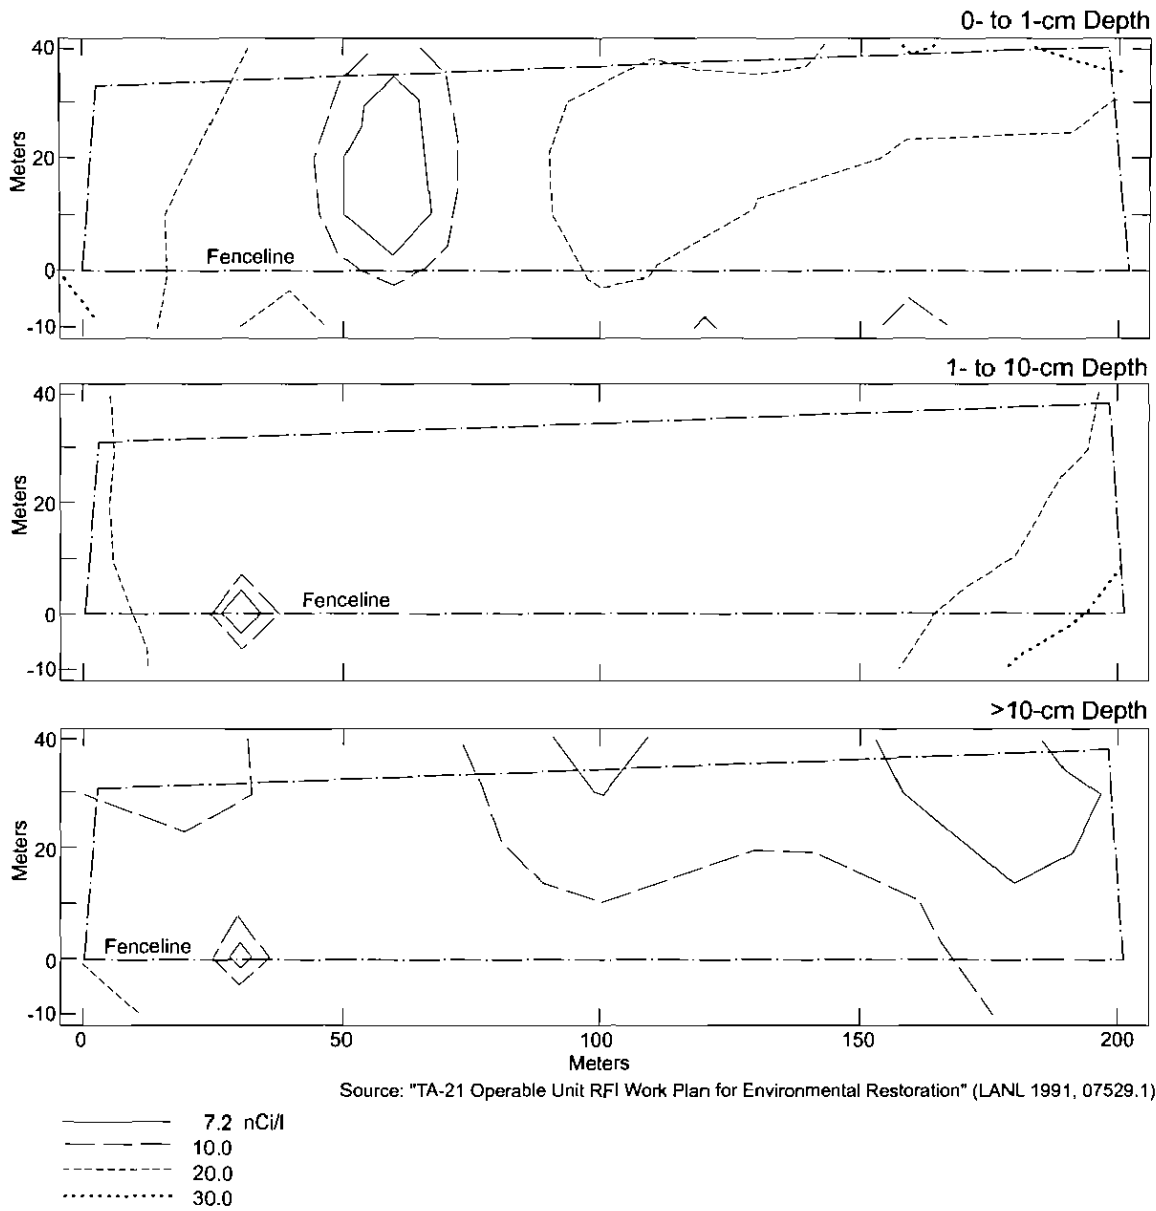 0- to 1-cm Depth
40
20
0
-10
Meters
Fenceline
1- to 10-cm Depth
40
20
0
-10
Meters
Fenceline
>10-cm Depth
40
20
0
-10
Meters
Fenceline
0 50 100 150 200
Meters
Source: "TA-21 Operable Unit RFI Work Plan for Environmental Restoration" (LANL 1991, 07529.1)
7.2 nCi/l
10.0
20.0
30.0